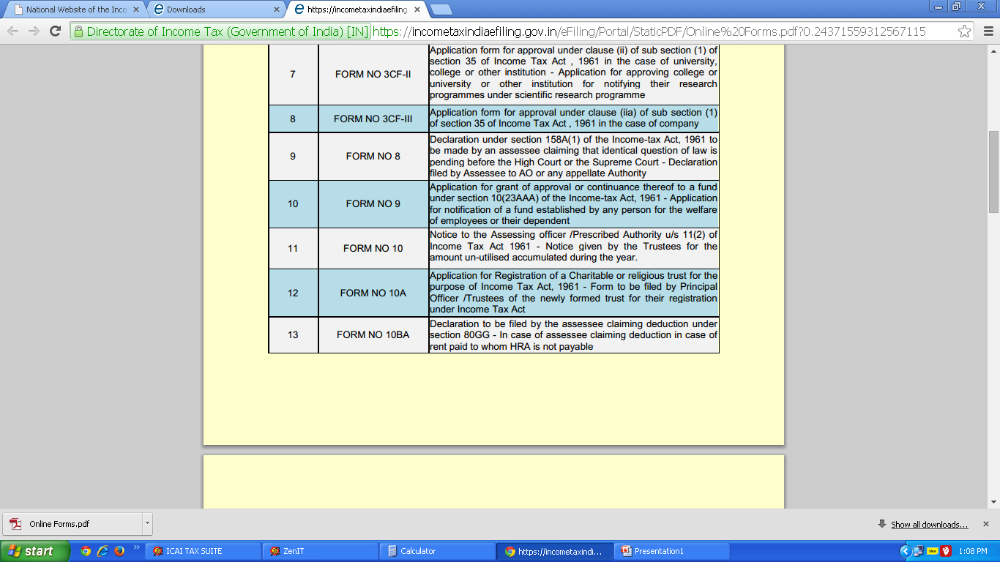 National Website of the Inco
Downloads
https://incometaxindiaefiling
Directorate of Income Tax (Government of India) [IN] https://incometaxindiaefiling.gov.in/eFiling/Portal/StaticPDF/Online%20Forms.pdf?0.24371559312567115
7
FORM NO 3CF-II
Application form for approval under clause (ii) of sub section (1) of
section 35 of Income Tax Act , 1961 in the case of university,
college or other institution - Application for approving college or
university or other institution for notifying their research
programmes under scientific research programme
8
FORM NO 3CF-III
Application form for approval under clause (iia) of sub section (1)
of section 35 of Income Tax Act , 1961 in the case of company
9
FORM NO 8
Declaration under section 158A(1) of the Income-tax Act, 1961 to
be made by an assessee claiming that identical question of law is
pending before the High Court or the Supreme Court - Declaration
filed by Assessee to AO or any appellate Authority
10
FORM NO 9
Application for grant of approval or continuance thereof to a fund
under section 10(23AAA) of the Income-tax Act, 1961 - Application
for notification of a fund established by any person for the welfare
of employees or their dependent
11
FORM NO 10
Notice to the Assessing officer /Prescribed Authority u/s 11(2) of
Income Tax Act 1961 - Notice given by the Trustees for the
amount un-utilised accumulated during the year.
12
FORM NO 10A
Application for Registration of a Charitable or religious trust for the
purpose of Income Tax Act, 1961 - Form to be filed by Principal
Officer /Trustees of the newly formed trust for their registration
under Income Tax Act
13
FORM NO 10BA
Declaration to be filed by the assessee claiming deduction under
section 80GG - In case of assessee claiming deduction in case of
rent paid to whom HRA is not payable
Online Forms.pdf
Show all downloads...
start
ICAI TAX SUITE
ZenIT
Calculator
https://incometaxindi...
Presentation1
1:08 PM